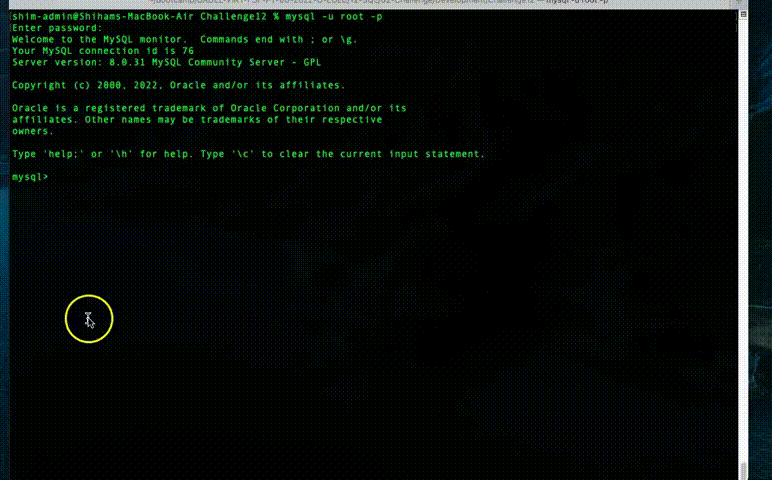 shim-admin@Shihams-MacBook-Air Challenge12 % mysql -u root -p
Enter password:
Welcome to the MySQL monitor.  Commands end with ; or \g.
Your MySQL connection id is 76
Server version: 8.0.31 MySQL Community Server - GPL
Copyright (c) 2000, 2022, Oracle and/or its affiliates.
Oracle is a registered trademark of Oracle Corporation and/or its
affiliates. Other names may be trademarks of their respective
owners.
Type 'help;' or '\h' for help. Type '\c' to clear the current input statement.
mysql>